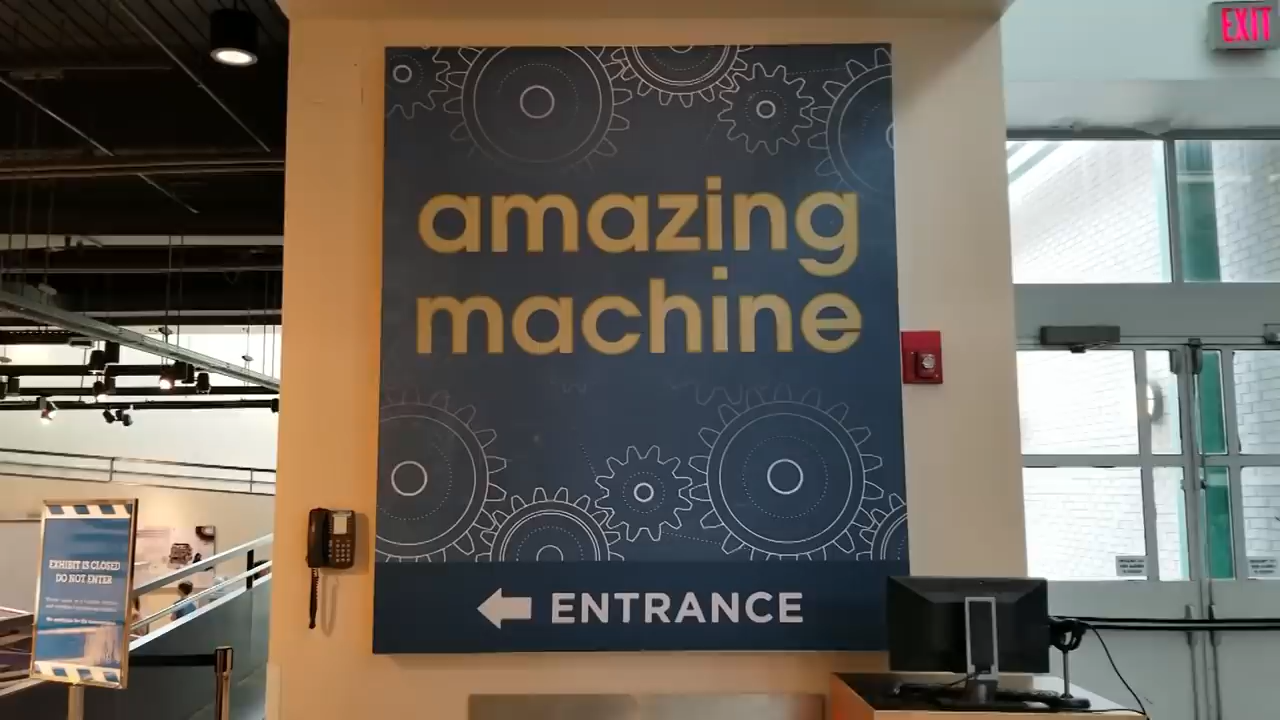 EXIT
amazing
machine
ENTRANCE
EXHIBIT IS CLOSED
DO NOT ENTER